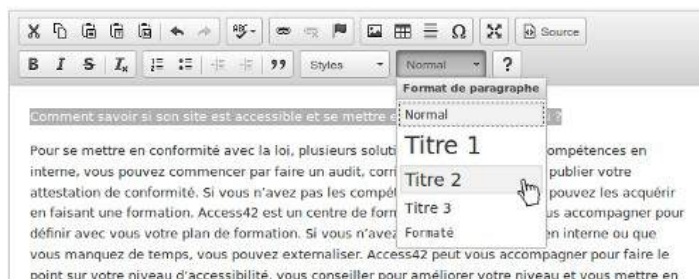 Source
B I S Ix
Styles Normal ?
Format de paragraphe
Normal
Titre 1
Titre 2
Titre 3
Formaté
Comment savoir si son site est accessible et se mettre e ?
Pour se mettre en conformité avec la loi, plusieurs soluti ompétences en
interne, vous pouvez commencer par faire un audit, corri publier votre
attestation de conformité. Si vous n'avez pas les compét pouvez les acquérir
en faisant une formation. Access42 est un centre de form us accompagner pour
définir avec vous votre plan de formation. Si vous n'avez en interne ou que
vous manquez de temps, vous pouvez externaliser. Access42 peut vous accompagner pour faire le
point sur votre niveau d'accessibilité, vous conseiller pour améliorer votre niveau et vous mettre en